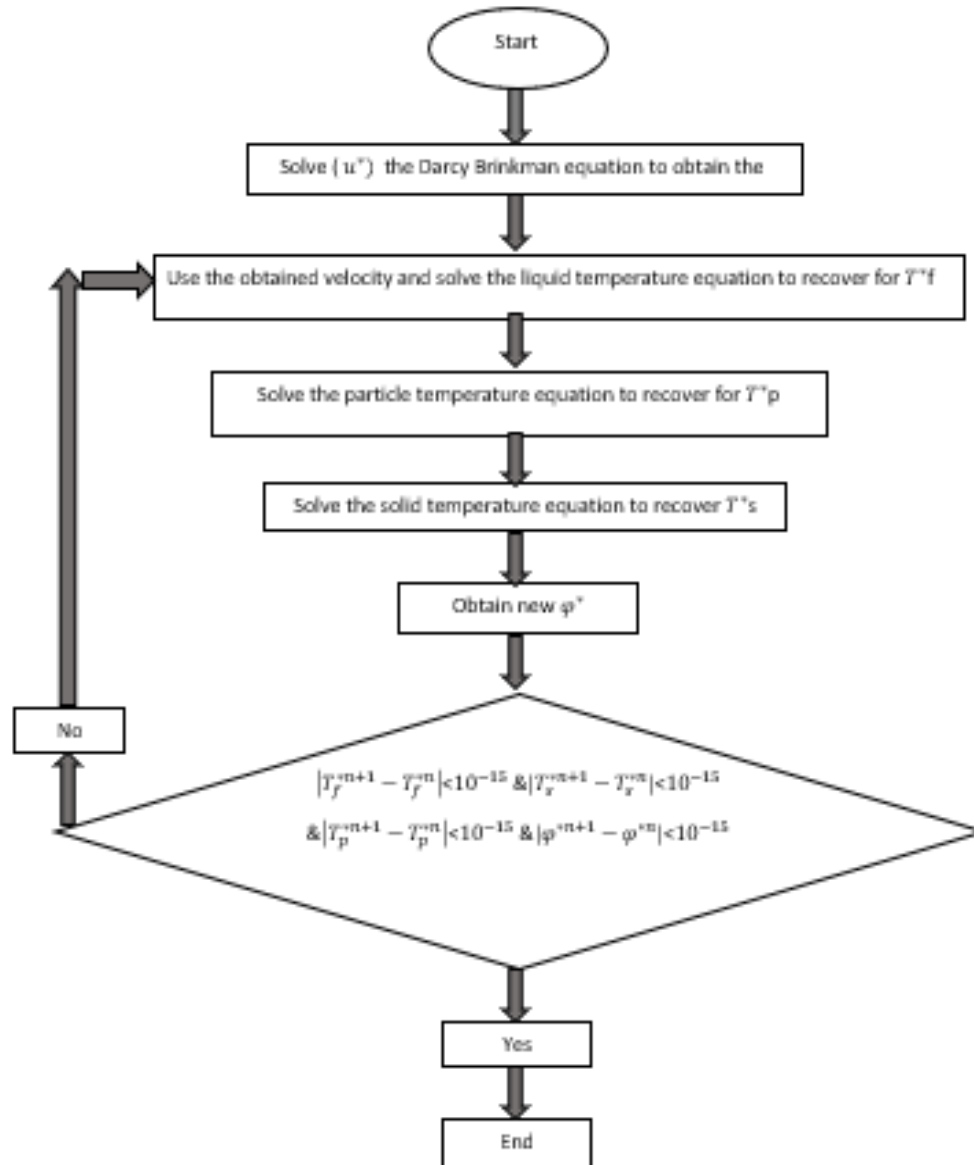 Start
Solve ( u* ) the Darcy Brinkman equation to obtain the
Use the obtained velocity and solve the liquid temperature equation to recover for T*f
Solve the particle temperature equation to recover for T*p
Solve the solid temperature equation to recover T*s
Obtain new φ*
No
|T_f^{*n+1} − T_f^{*n}|<10^{−15} &|T_s^{*n+1} − T_s^{*n}|<10^{−15}
&|T_p^{*n+1} − T_p^{*n}|<10^{−15} &|φ^{*n+1} − φ^{*n}|<10^{−15}
Yes
End